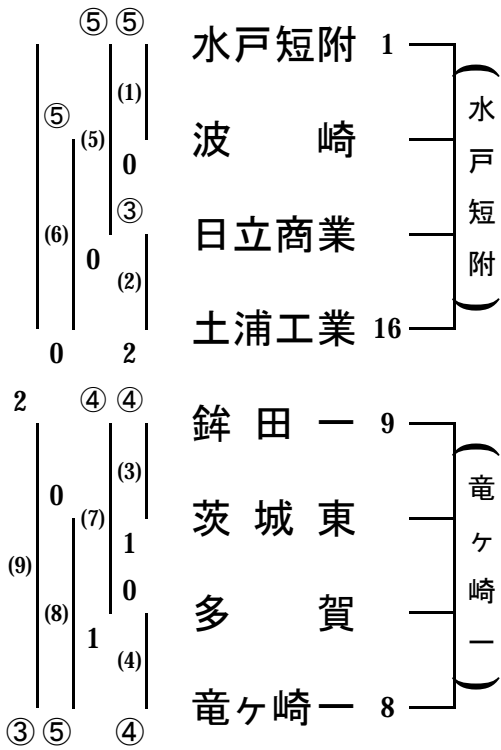 ⑤ ⑤ 水戸短附 1
(1)
⑤ (5) 波崎
0
③
(6) 日立商業
0 (2)
土浦工業 16
0 2
(水戸短附)
2 ④ ④ 鉾田一 9
(3)
0 (7) 茨城東
1
(9) 0
(8) 多賀
1 (4)
竜ヶ崎一 8
③ ⑤ ④
(竜ヶ崎一)